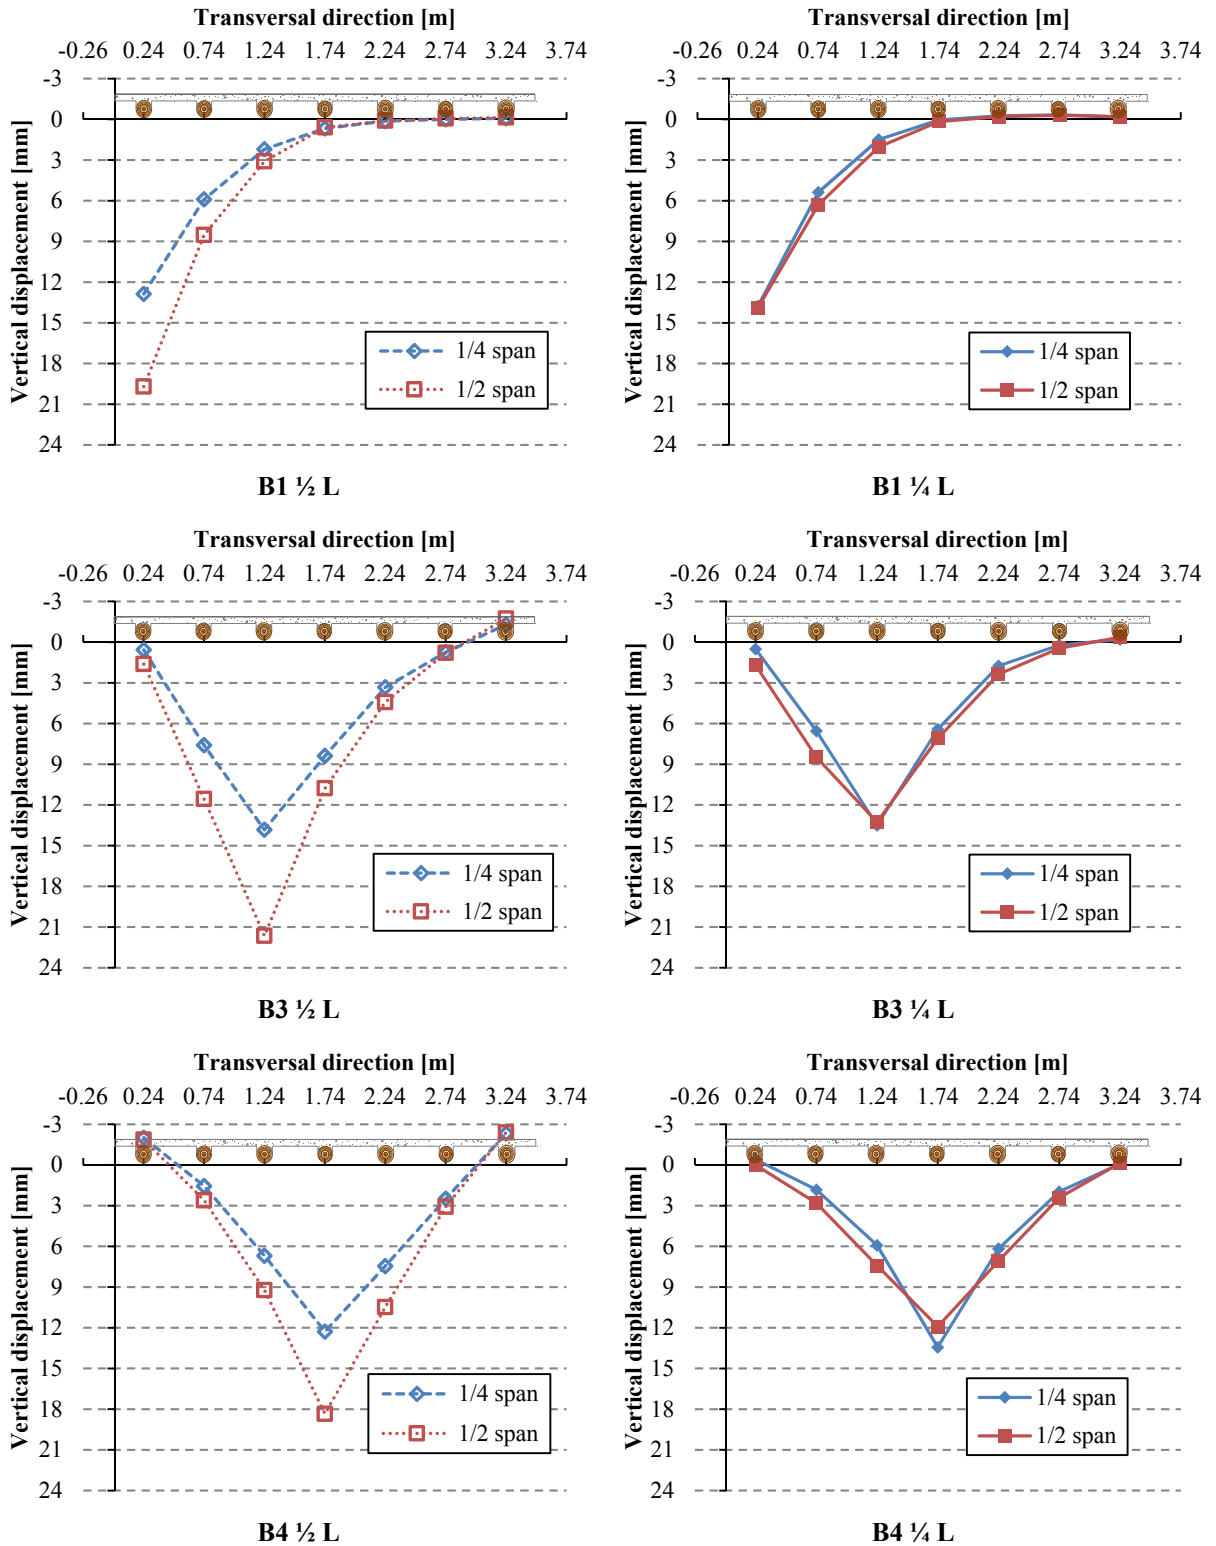 Transversal direction [m]
-0.26 0.24 0.74 1.24 1.74 2.24 2.74 3.24 3.74
-3
0
3
6
9
12
15
18
21
24
Vertical displacement [mm]
1/4 span
1/2 span
B1 ½ L
Transversal direction [m]
-0.26 0.24 0.74 1.24 1.74 2.24 2.74 3.24 3.74
-3
0
3
6
9
12
15
18
21
24
Vertical displacement [mm]
1/4 span
1/2 span
B1 ¼ L
Transversal direction [m]
-0.26 0.24 0.74 1.24 1.74 2.24 2.74 3.24 3.74
-3
0
3
6
9
12
15
18
21
24
Vertical displacement [mm]
1/4 span
1/2 span
B3 ½ L
Transversal direction [m]
-0.26 0.24 0.74 1.24 1.74 2.24 2.74 3.24 3.74
-3
0
3
6
9
12
15
18
21
24
Vertical displacement [mm]
1/4 span
1/2 span
B3 ¼ L
Transversal direction [m]
-0.26 0.24 0.74 1.24 1.74 2.24 2.74 3.24 3.74
-3
0
3
6
9
12
15
18
21
24
Vertical displacement [mm]
1/4 span
1/2 span
B4 ½ L
Transversal direction [m]
-0.26 0.24 0.74 1.24 1.74 2.24 2.74 3.24 3.74
-3
0
3
6
9
12
15
18
21
24
Vertical displacement [mm]
1/4 span
1/2 span
B4 ¼ L